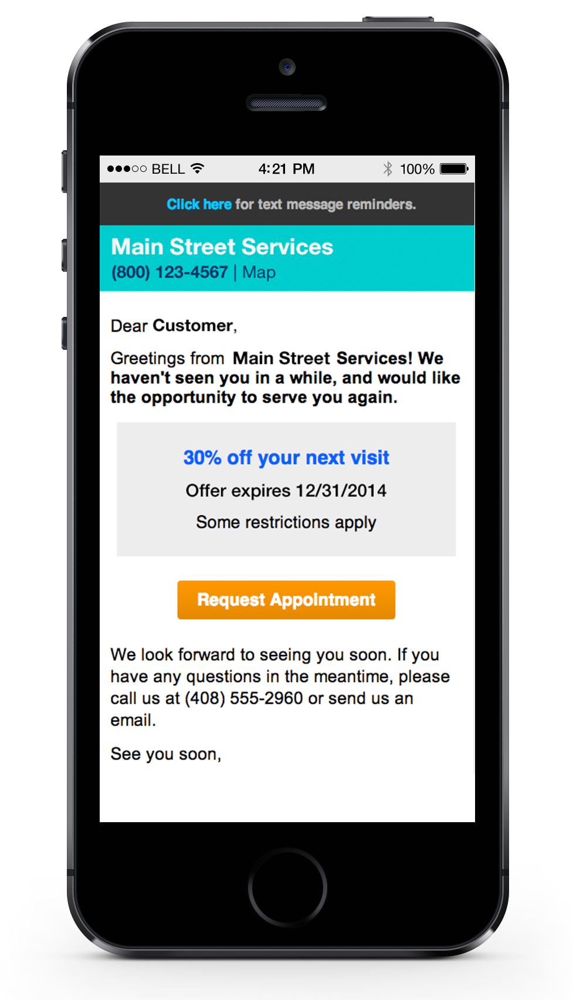 BELL 4:21 PM 100%
Click here for text message reminders.
Main Street Services
(800) 123-4567 | Map
Dear Customer,
Greetings from Main Street Services! We
haven't seen you in a while, and would like
the opportunity to serve you again.
30% off your next visit
Offer expires 12/31/2014
Some restrictions apply
Request Appointment
We look forward to seeing you soon. If you
have any questions in the meantime, please
call us at (408) 555-2960 or send us an
email.
See you soon,